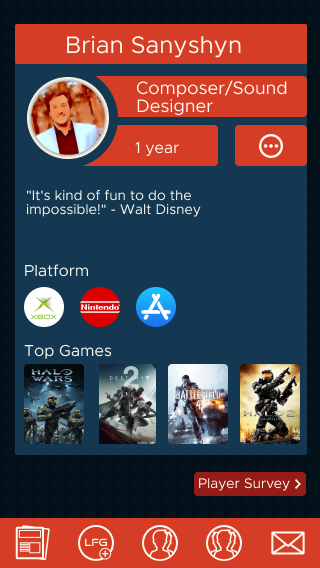 Brian Sanyshyn
Composer/Sound
Designer
1 year
"It's kind of fun to do the
impossible!" - Walt Disney
Platform
XBOX
Nintendo
Top Games
HALO
WARS
DESTINY
2
BATTLEFIELD
4
HALO 2
Player Survey
LFG